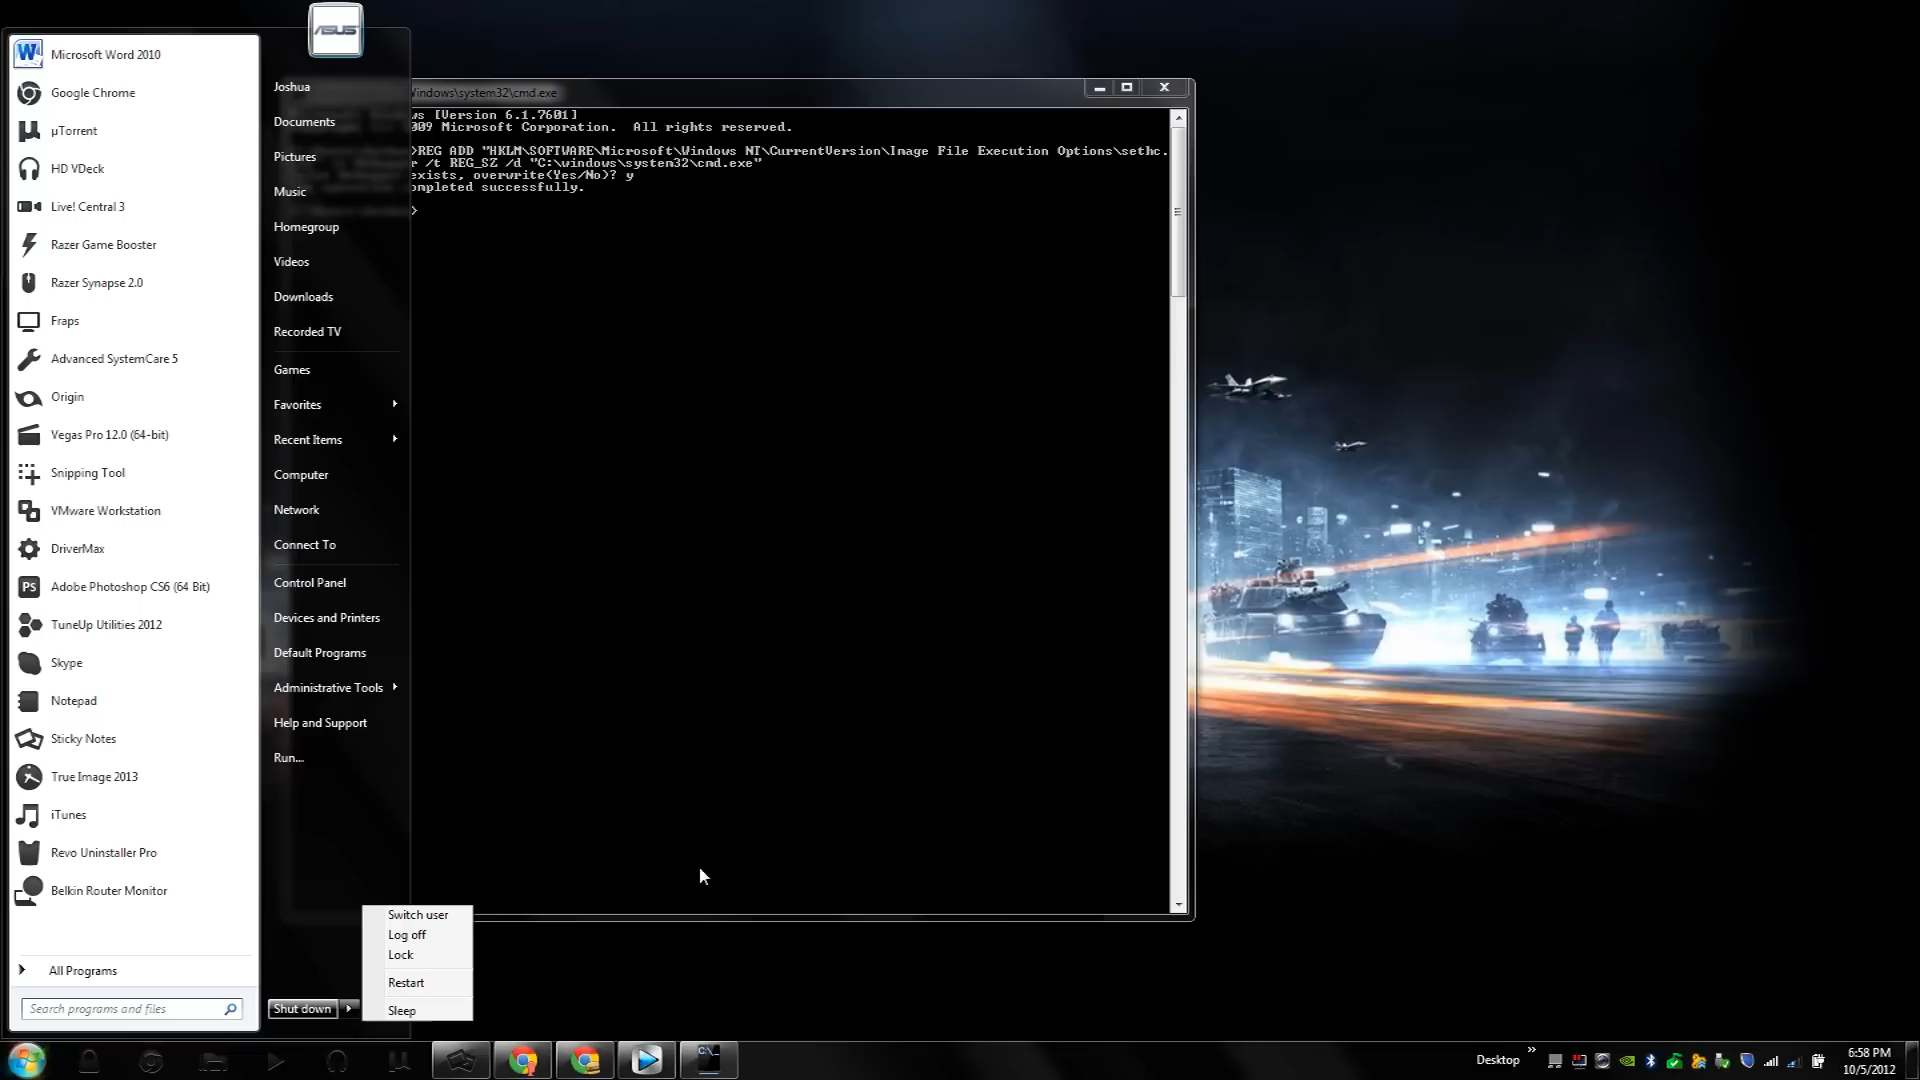 ASUS
Microsoft Word 2010
Google Chrome
µTorrent
HD VDeck
Live! Central 3
Razer Game Booster
Razer Synapse 2.0
Fraps
Advanced SystemCare 5
Origin
Vegas Pro 12.0 (64-bit)
Snipping Tool
VMware Workstation
DriverMax
PS
Adobe Photoshop CS6 (64 Bit)
TuneUp Utilities 2012
Skype
Notepad
Sticky Notes
True Image 2013
iTunes
Revo Uninstaller Pro
Belkin Router Monitor
All Programs
Search programs and files
Joshua
Documents
Pictures
Music
Homegroup
Videos
Downloads
Recorded TV
Games
Favorites
Recent Items
Computer
Network
Connect To
Control Panel
Devices and Printers
Default Programs
Administrative Tools
Help and Support
Run...
Shut down
Switch user
Log off
Lock
Restart
Sleep
Windows\system32\cmd.exe
ws [Version 6.1.7601]
009 Microsoft Corporation. All rights reserved.
>REG ADD "HKLM\SOFTWARE\Microsoft\Windows NT\CurrentVersion\Image File Execution Options\sethc.
r /t REG_SZ /d "C:\windows\system32\cmd.exe"
exists, overwrite(Yes/No)? y
ompleted successfully.
>
C:\_
Desktop
6:58 PM
10/5/2012